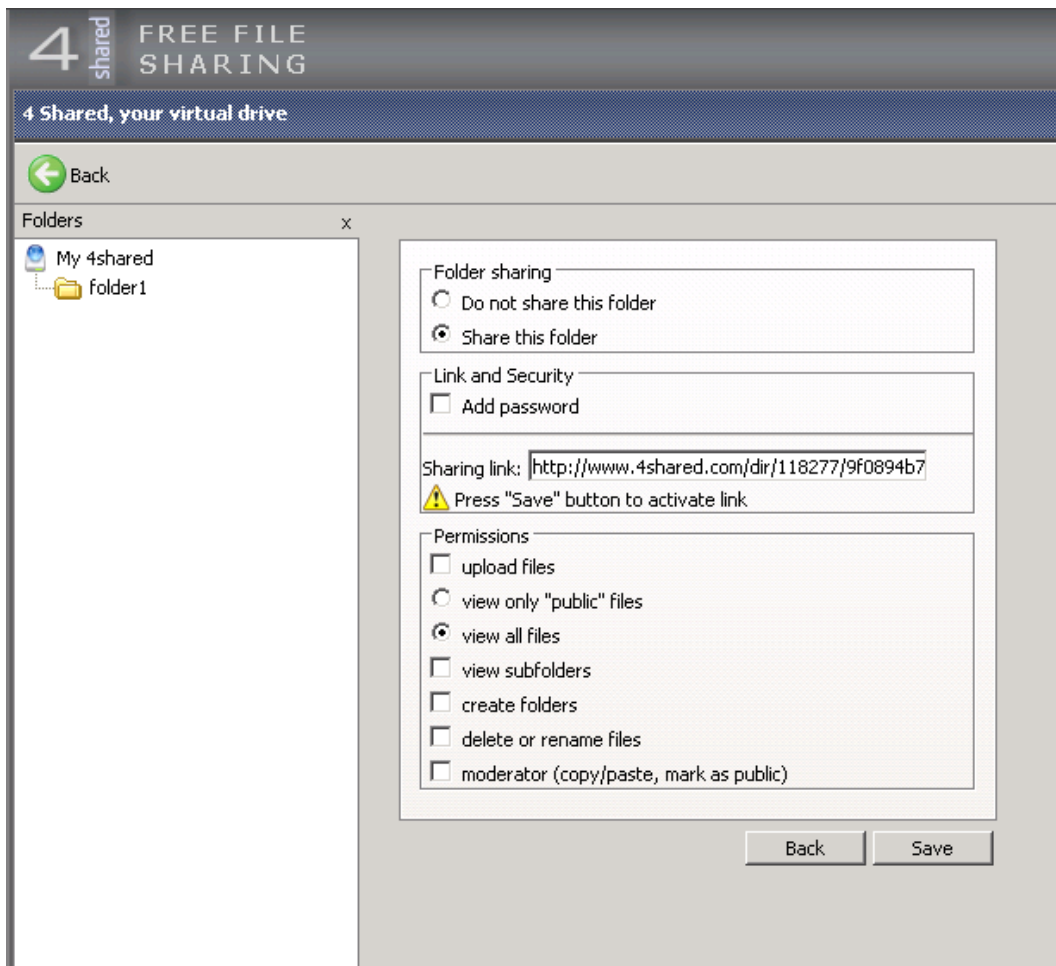 4 shared
FREE FILE
SHARING
4 Shared, your virtual drive
Back
Folders x
My 4shared
folder1
Folder sharing
Do not share this folder
Share this folder
Link and Security
Add password
Sharing link: http://www.4shared.com/dir/118277/9f0894b7
Press "Save" button to activate link
Permissions
upload files
view only "public" files
view all files
view subfolders
create folders
delete or rename files
moderator (copy/paste, mark as public)
Back Save